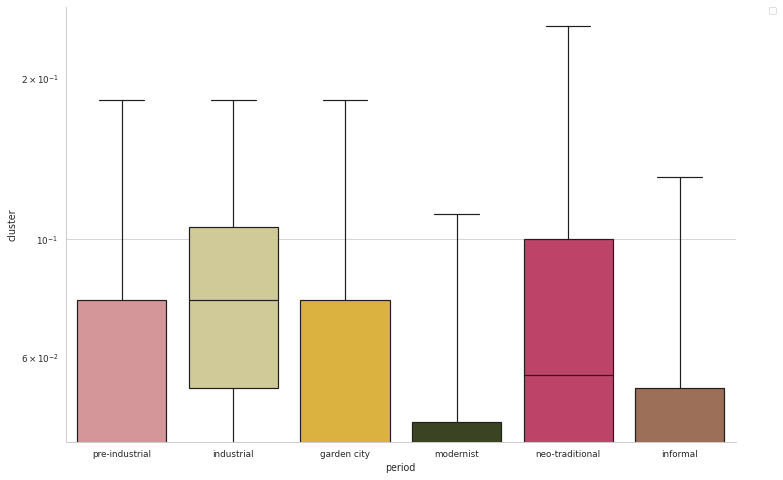 2 × 10⁻¹
10⁻¹
6 × 10⁻²
cluster
pre-industrial industrial garden city modernist neo-traditional informal
period